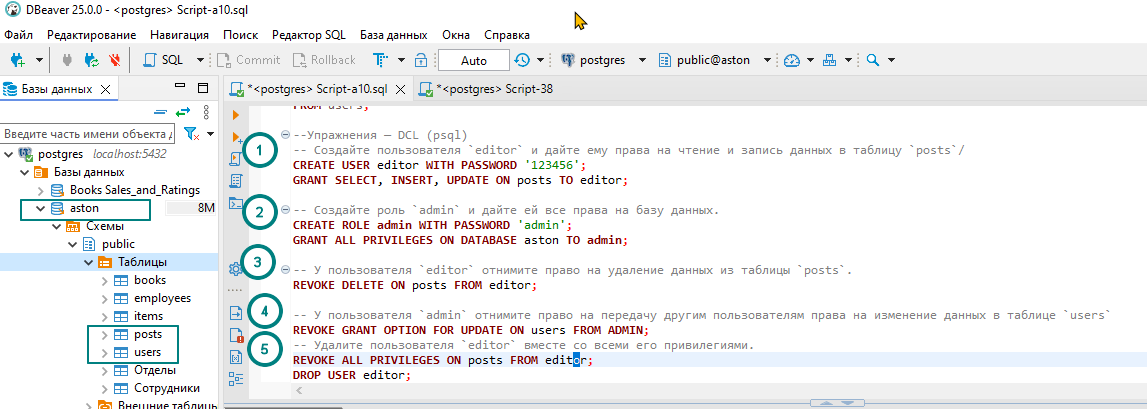 DBeaver 25.0.0 - <postgres> Script-a10.sql
Файл Редактирование Навигация Поиск Редактор SQL База данных Окна Справка
SQL Commit Rollback Auto postgres public@aston
Базы данных
*<postgres> Script-a10.sql *<postgres> Script-38
Введите часть имени объекта д
postgres localhost:5432
Базы данных
Books Sales_and_Ratings
aston 8M
Схемы
public
Таблицы
books
employees
items
posts
users
Отделы
Сотрудники
Внешние таблицы
FROM users;
--Упражнения — DCL (psql)
1
-- Создайте пользователя `editor` и дайте ему права на чтение и запись данных в таблицу `posts`/
CREATE USER editor WITH PASSWORD '123456';
GRANT SELECT, INSERT, UPDATE ON posts TO editor;
2
-- Создайте роль `admin` и дайте ей все права на базу данных.
CREATE ROLE admin WITH PASSWORD 'admin';
GRANT ALL PRIVILEGES ON DATABASE aston TO admin;
3
-- У пользователя `editor` отнимите право на удаление данных из таблицы `posts`.
REVOKE DELETE ON posts FROM editor;
4
-- У пользователя `admin` отнимите право на передачу другим пользователям права на изменение данных в таблице `users`
REVOKE GRANT OPTION FOR UPDATE ON users FROM ADMIN;
5
-- Удалите пользователя `editor` вместе со всеми его привилегиями.
REVOKE ALL PRIVILEGES ON posts FROM editor;
DROP USER editor;